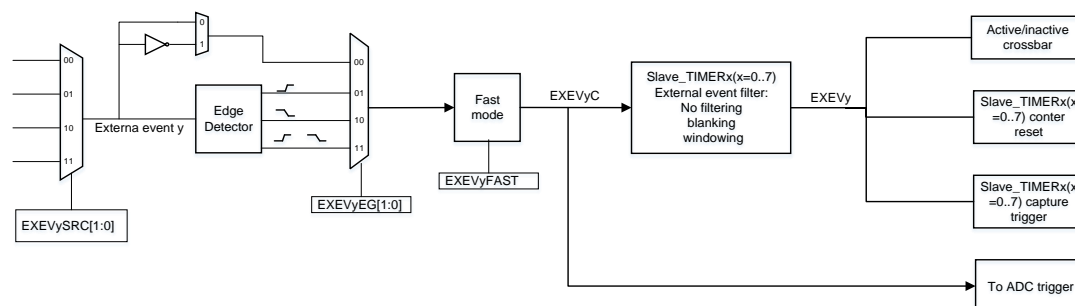 0
1
00
01
10
11
Externa event y
EXEVySRC[1:0]
Edge
Detector
00
01
10
11
EXEVyEG[1:0]
Fast
mode
EXEVyFAST
EXEVyC
Slave_TIMERx(x=0..7)
External event filter:
No filtering
blanking
windowing
EXEVy
Active/inactive
crossbar
Slave_TIMERx(x
=0..7) conter
reset
Slave_TIMERx(x
=0..7) capture
trigger
To ADC trigger